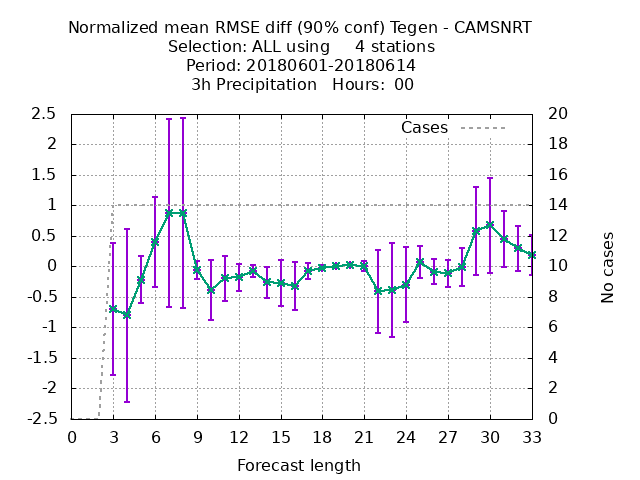 Normalized mean RMSE diff (90% conf) Tegen - CAMSNRT
Selection: ALL using     4 stations
Period: 20180601-20180614
3h Precipitation   Hours:  00
Cases
2.5
2
1.5
1
0.5
0
-0.5
-1
-1.5
-2
-2.5
20
18
16
14
12
10
8
6
4
2
0
No cases
0 3 6 9 12 15 18 21 24 27 30 33
Forecast length